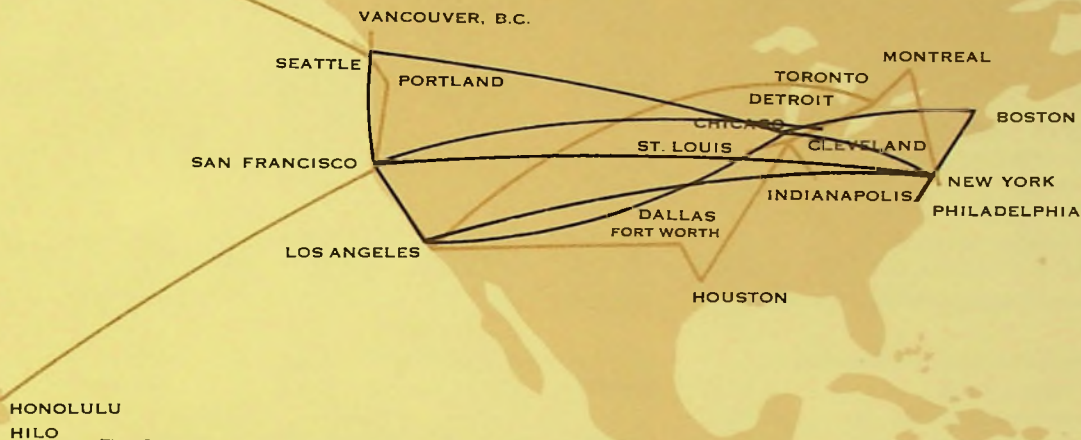 VANCOUVER, B.C.
SEATTLE
PORTLAND
MONTREAL
TORONTO
DETROIT
CHICAGO
BOSTON
ST. LOUIS
CLEVELAND
SAN FRANCISCO
NEW YORK
INDIANAPOLIS
PHILADELPHIA
DALLAS
FORT WORTH
LOS ANGELES
HOUSTON
HONOLULU
HILO